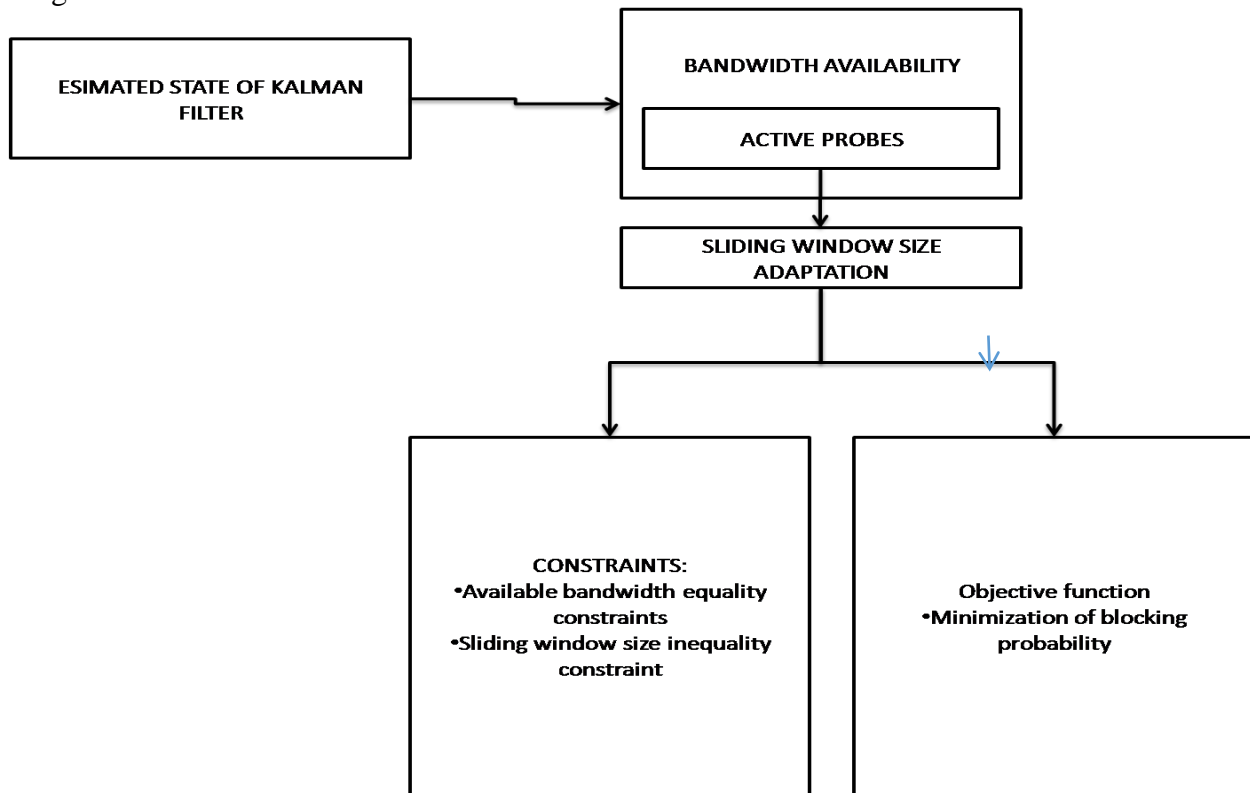 ESIMATED STATE OF KALMAN
FILTER
BANDWIDTH AVAILABILITY
ACTIVE PROBES
SLIDING WINDOW SIZE
ADAPTATION
CONSTRAINTS:
•Available bandwidth equality
constraints
•Sliding window size inequality
constraint
Objective function
•Minimization of blocking
probability